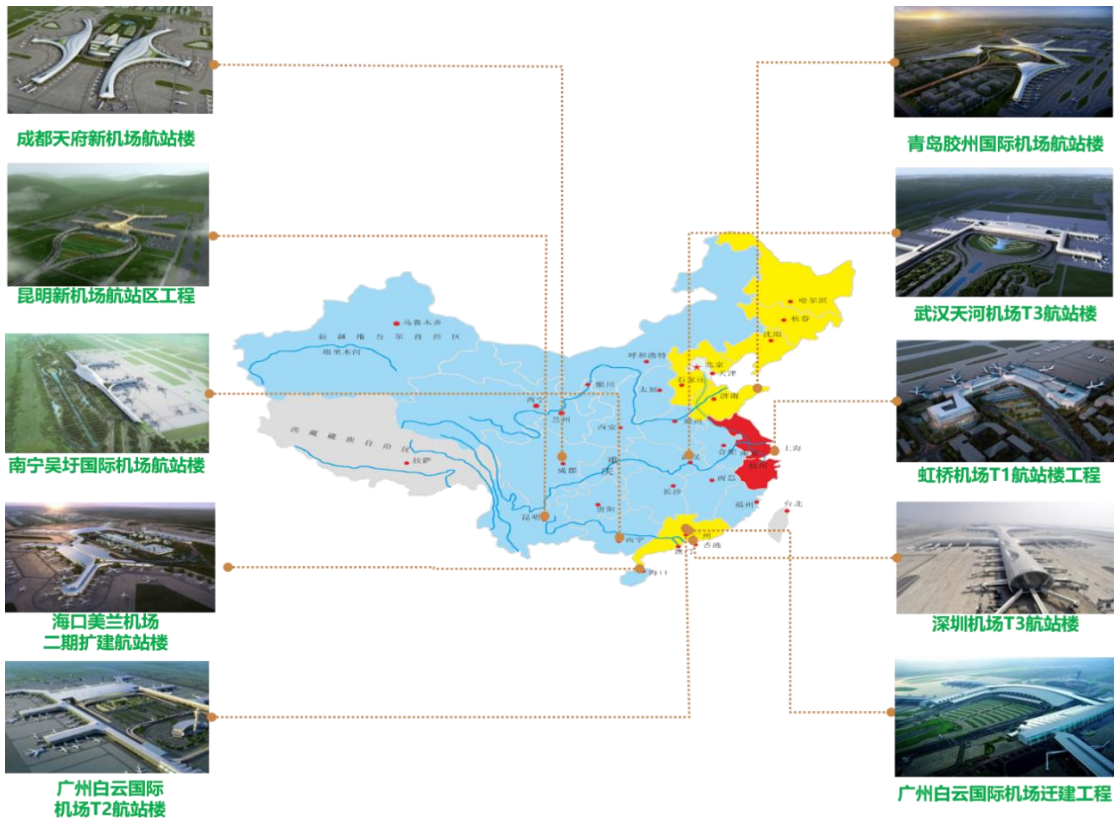 成都天府新机场航站楼
昆明新机场航站区工程
南宁吴圩国际机场航站楼
海口美兰机场
二期扩建航站楼
广州白云国际
机场T2航站楼
青岛胶州国际机场航站楼
武汉天河机场T3航站楼
虹桥机场T1航站楼工程
深圳机场T3航站楼
广州白云国际机场迁建工程
哈尔滨
长春
沈阳
乌鲁木齐
新疆维吾尔自治区
塔里木河
呼和浩特
北京
天津
石家庄
太原
银川
济南
西宁
兰州
郑州
西安
合肥
上海
杭州
西藏藏族自治区
拉萨
成都
重庆
武汉
南昌
长沙
贵阳
福州
台北
昆明
南宁
香港
澳门
海口